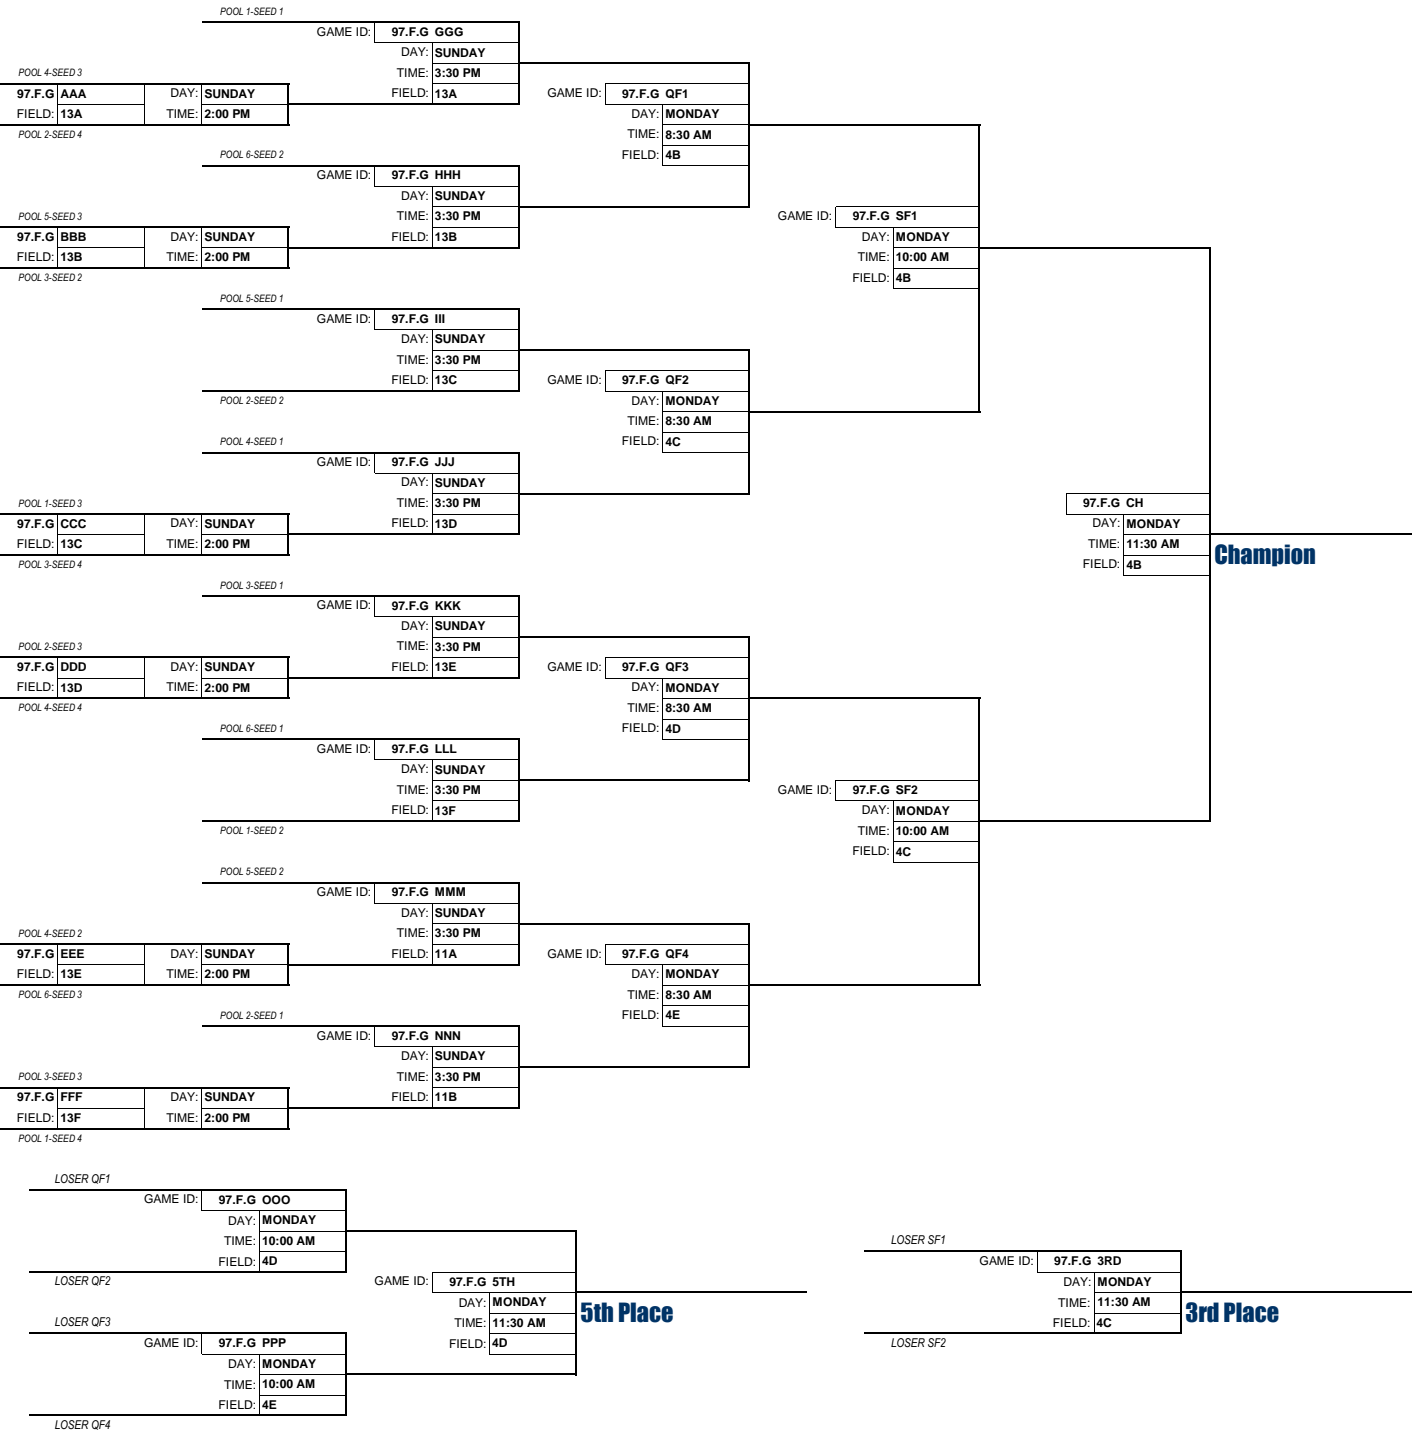 POOL 1-SEED 1
GAME ID: 97.F.G GGG
DAY: SUNDAY
POOL 4-SEED 3 TIME: 3:30 PM
97.F.G AAA DAY: SUNDAY FIELD: 13A GAME ID: 97.F.G QF1
FIELD: 13A TIME: 2:00 PM DAY: MONDAY
POOL 2-SEED 4 TIME: 8:30 AM
POOL 6-SEED 2 FIELD: 4B
GAME ID: 97.F.G HHH
DAY: SUNDAY
POOL 5-SEED 3 TIME: 3:30 PM GAME ID: 97.F.G SF1
97.F.G BBB DAY: SUNDAY FIELD: 13B DAY: MONDAY
FIELD: 13B TIME: 2:00 PM TIME: 10:00 AM
POOL 3-SEED 2 FIELD: 4B
POOL 5-SEED 1
GAME ID: 97.F.G III
DAY: SUNDAY
TIME: 3:30 PM
FIELD: 13C GAME ID: 97.F.G QF2
POOL 2-SEED 2 DAY: MONDAY
TIME: 8:30 AM
POOL 4-SEED 1 FIELD: 4C
GAME ID: 97.F.G JJJ
DAY: SUNDAY
POOL 1-SEED 3 TIME: 3:30 PM 97.F.G CH
97.F.G CCC DAY: SUNDAY FIELD: 13D DAY: MONDAY
FIELD: 13C TIME: 2:00 PM TIME: 11:30 AM Champion
POOL 3-SEED 4 FIELD: 4B
POOL 3-SEED 1
GAME ID: 97.F.G KKK
DAY: SUNDAY
POOL 2-SEED 3 TIME: 3:30 PM
97.F.G DDD DAY: SUNDAY FIELD: 13E GAME ID: 97.F.G QF3
FIELD: 13D TIME: 2:00 PM DAY: MONDAY
POOL 4-SEED 4 TIME: 8:30 AM
POOL 6-SEED 1 FIELD: 4D
GAME ID: 97.F.G LLL
DAY: SUNDAY
TIME: 3:30 PM GAME ID: 97.F.G SF2
FIELD: 13F DAY: MONDAY
POOL 1-SEED 2 TIME: 10:00 AM
FIELD: 4C
POOL 5-SEED 2
GAME ID: 97.F.G MMM
DAY: SUNDAY
POOL 4-SEED 2 TIME: 3:30 PM
97.F.G EEE DAY: SUNDAY FIELD: 11A GAME ID: 97.F.G QF4
FIELD: 13E TIME: 2:00 PM DAY: MONDAY
POOL 6-SEED 3 TIME: 8:30 AM
POOL 2-SEED 1 FIELD: 4E
GAME ID: 97.F.G NNN
DAY: SUNDAY
POOL 3-SEED 3 TIME: 3:30 PM
97.F.G FFF DAY: SUNDAY FIELD: 11B
FIELD: 13F TIME: 2:00 PM
POOL 1-SEED 4
LOSER QF1
GAME ID: 97.F.G OOO
DAY: MONDAY
TIME: 10:00 AM LOSER SF1
FIELD: 4D GAME ID: 97.F.G 3RD
LOSER QF2 GAME ID: 97.F.G 5TH DAY: MONDAY
DAY: MONDAY TIME: 11:30 AM 3rd Place
LOSER QF3 TIME: 11:30 AM 5th Place FIELD: 4C
GAME ID: 97.F.G PPP FIELD: 4D LOSER SF2
DAY: MONDAY
TIME: 10:00 AM
FIELD: 4E
LOSER QF4